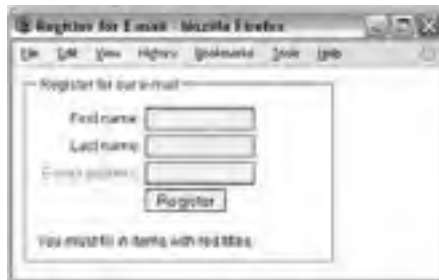 Register for E-mail - Mozilla Firefox
File Edit View History Bookmarks Tools Help
Register for our e-mail
First name:
Last name:
E-mail address:
Register
You must fill in items with red titles.